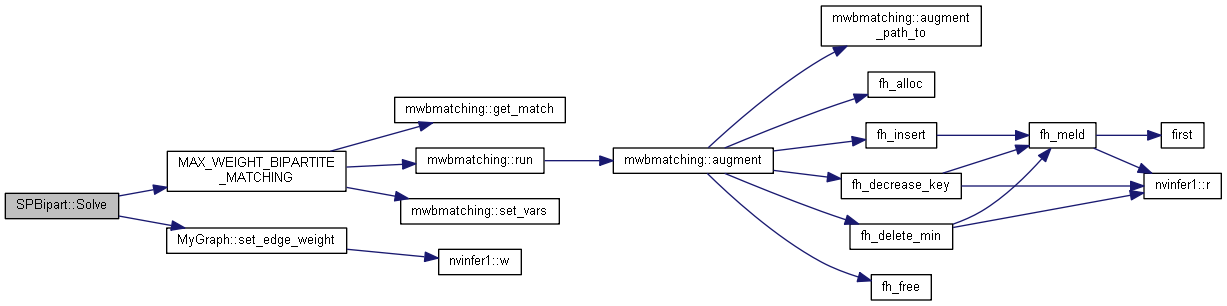 SPBipart::Solve
MAX_WEIGHT_BIPARTITE
_MATCHING
MyGraph::set_edge_weight
mwbmatching::get_match
mwbmatching::run
mwbmatching::set_vars
nvinfer1::w
mwbmatching::augment
mwbmatching::augment
_path_to
fh_alloc
fh_insert
fh_decrease_key
fh_delete_min
fh_free
fh_meld
first
nvinfer1::r